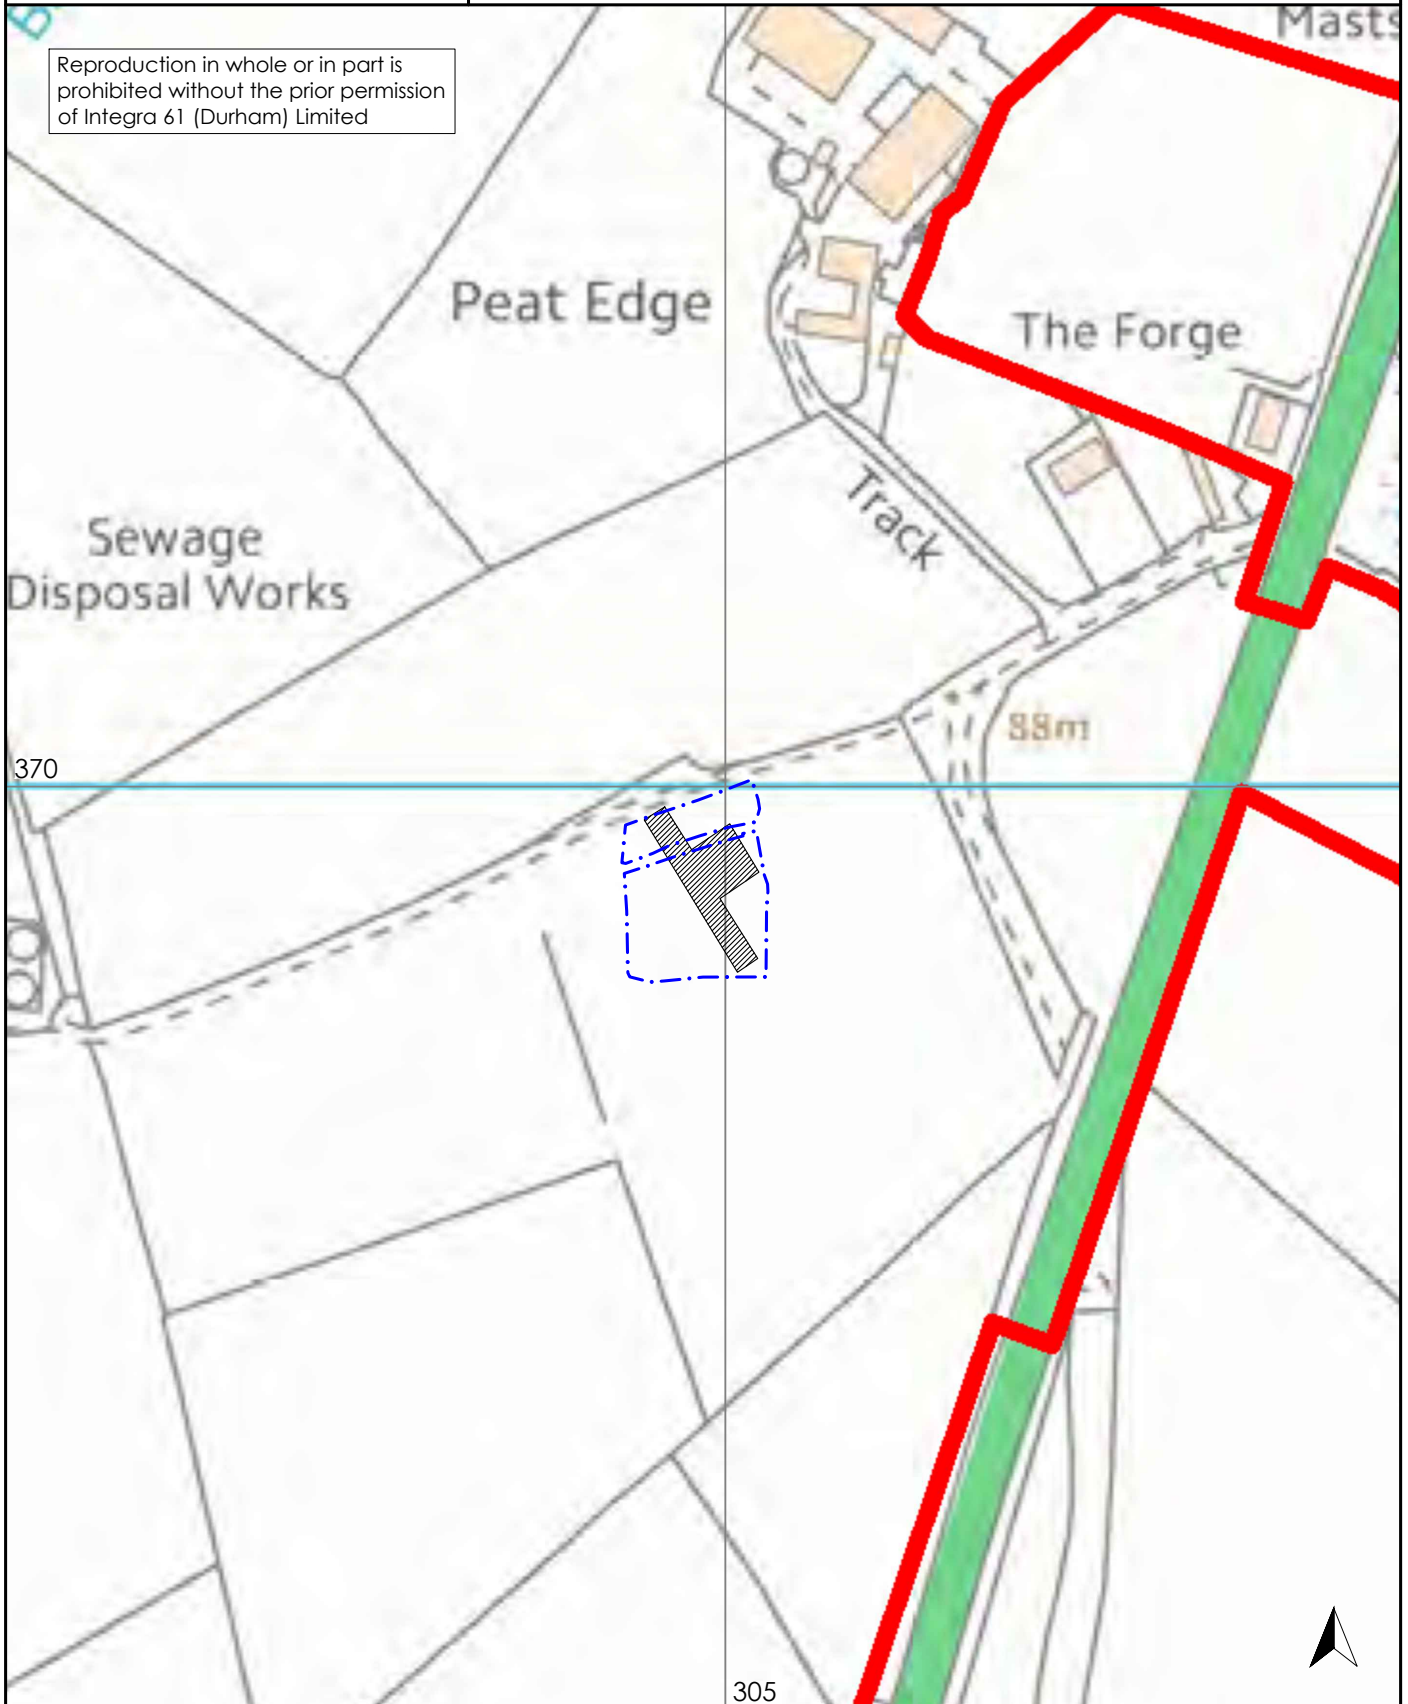 Masts
Reproduction in whole or in part is
prohibited without the prior permission
of Integra 61 (Durham) Limited
Peat Edge
The Forge
Track
Sewage
Disposal Works
88m
370
305